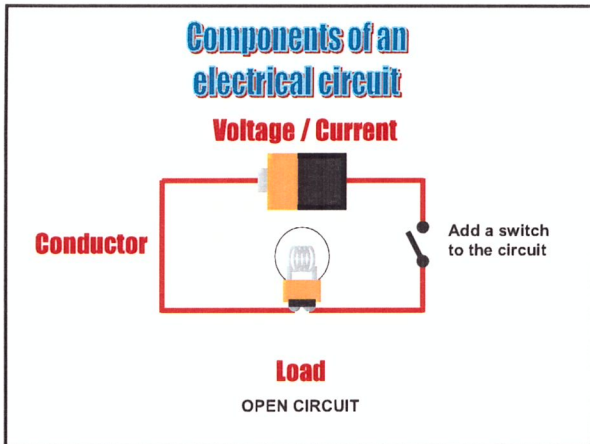 Components of an
electrical circuit
Voltage / Current
Conductor
Add a switch
to the circuit
Load
OPEN CIRCUIT